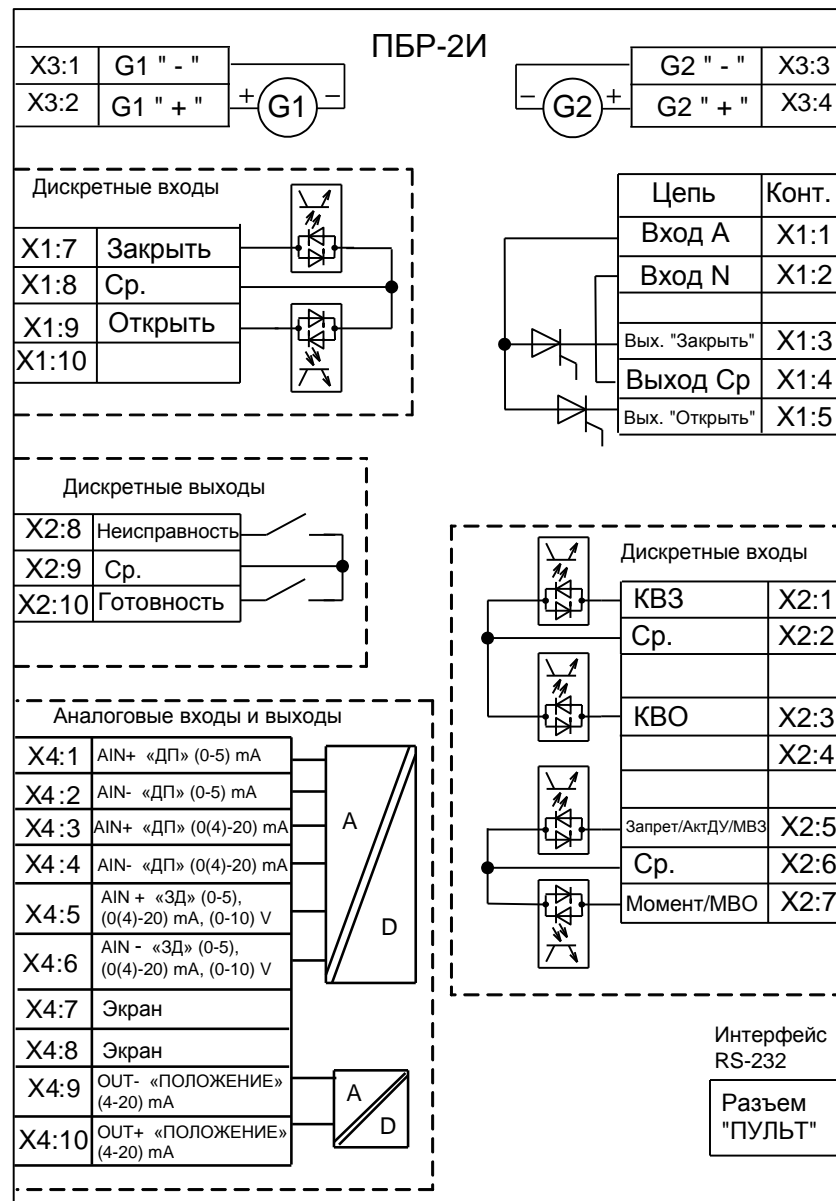 ПБР-2И
X3:1 G1 " - "
X3:2 G1 " + "
+ G1 −
− G2 +
G2 " - " X3:3
G2 " + " X3:4
Дискретные входы
X1:7 Закрыть
X1:8 Ср.
X1:9 Открыть
X1:10
Цепь Конт.
Вход А X1:1
Вход N X1:2
Вых. "Закрыть" X1:3
Выход Ср X1:4
Вых. "Открыть" X1:5
Дискретные выходы
X2:8 Неисправность
X2:9 Ср.
X2:10 Готовность
Дискретные входы
КВЗ X2:1
Ср. X2:2
КВО X2:3
X2:4
Запрет/АктДУ/МВЗ X2:5
Ср. X2:6
Момент/МВО X2:7
Аналоговые входы и выходы
X4:1 AIN+ «ДП» (0-5) mA
X4:2 AIN- «ДП» (0-5) mA
X4:3 AIN+ «ДП» (0(4)-20) mA
X4:4 AIN- «ДП» (0(4)-20) mA
X4:5 AIN + «ЗД» (0-5),
(0(4)-20) mA, (0-10) V
X4:6 AIN - «ЗД» (0-5),
(0(4)-20) mA, (0-10) V
A
D
X4:7 Экран
X4:8 Экран
X4:9 OUT- «ПОЛОЖЕНИЕ»
(4-20) mA
X4:10 OUT+ «ПОЛОЖЕНИЕ»
(4-20) mA
A
D
Интерфейс
RS-232
Разъем
"ПУЛЬТ"